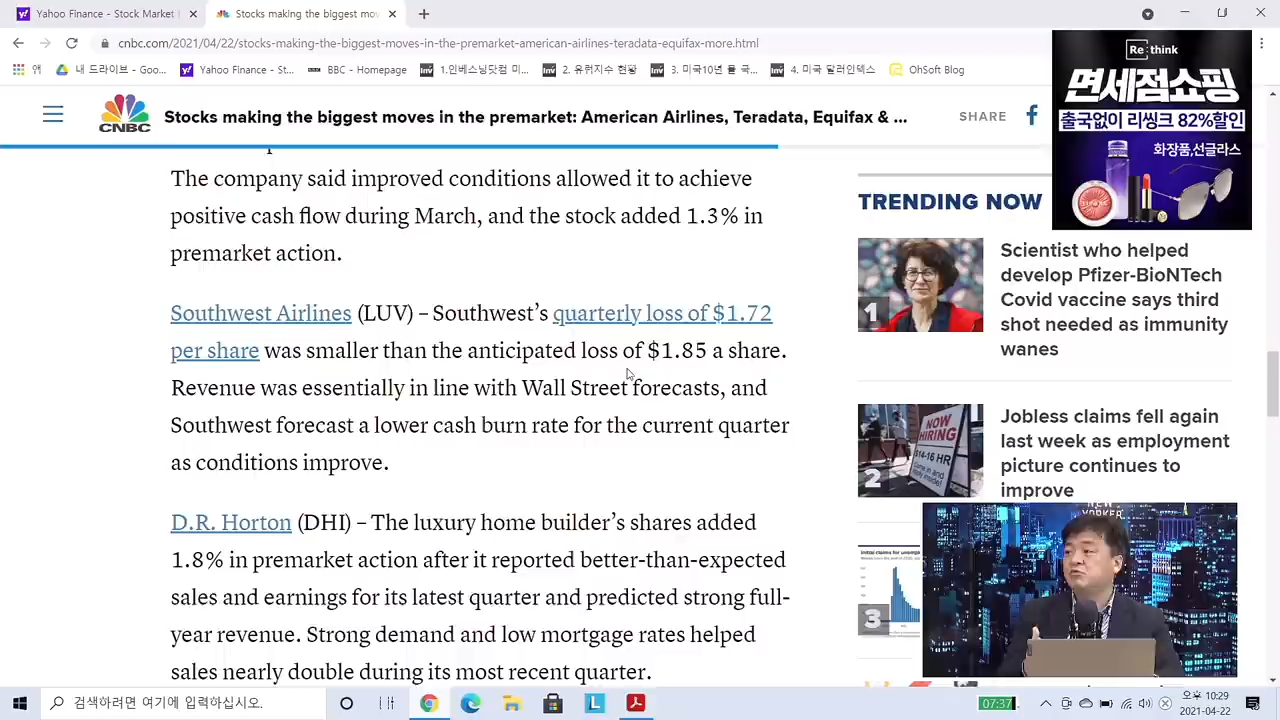 Yahoo Finance - Stock Market
Stocks making the biggest mov
cnbc.com/2021/04/22/stocks-making-the-biggest-moves-in-the-premarket-american-airlines-teradata-equifax-more.html
앱
내 드라이브 - Goo...
Yahoo Finance - St...
BBC - Homepage
1.인베스닝닷컴 미...
2. 유위지수 현황
3. 미국10년 물 국...
4. 미국 달러인덱스
OhSoft Blog
CNBC
Stocks making the biggest moves in the premarket: American Airlines, Teradata, Equifax & ...
SHARE
Re:think
면세점쇼핑
출국없이 리씽크 82%할인
화장품,선글라스
The company said improved conditions allowed it to achieve
positive cash flow during March, and the stock added 1.3% in
premarket action.
Southwest Airlines (LUV) – Southwest's quarterly loss of $1.72
per share was smaller than the anticipated loss of $1.85 a share.
Revenue was essentially in line with Wall Street forecasts, and
Southwest forecast a lower cash burn rate for the current quarter
as conditions improve.
D.R. Horton (DHI) – The luxury home builder's shares added
1.8% in premarket action after it reported better-than-expected
sales and earnings for its latest quarter and predicted strong full-
year revenue. Strong demand and low mortgage rates helped
sales nearly double during its most recent quarter.
TRENDING NOW
1
Scientist who helped
develop Pfizer-BioNTech
Covid vaccine says third
shot needed as immunity
wanes
2
NOW
HIRING
$14-16 HR
Jobless claims fell again
last week as employment
picture continues to
improve
3
NEW
YORKER
검색하려면 여기에 입력하십시오.
07:37
오후 10:29
2021-04-22